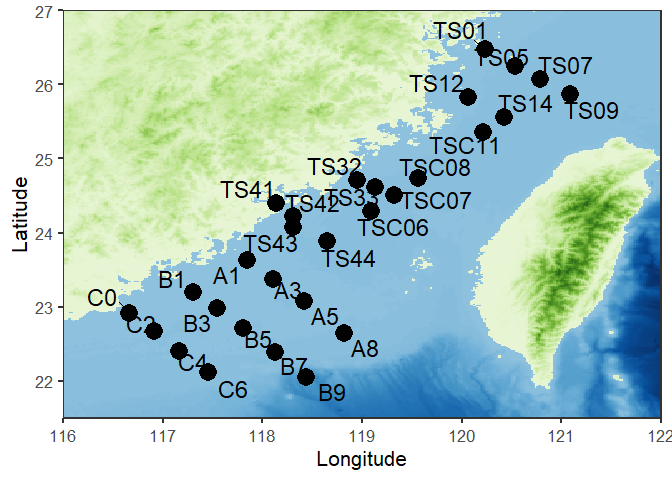 27
26
25
24
23
22
Latitude
TS01
TS05
TS07
TS12
TS09
TS14
TSC11
TS32
TSC08
TS41
TS42
TS33
TSC07
TSC06
TS43
TS44
B1
A1
A3
C0
C2
B3
A5
B5
A8
C4
B7
C6
B9
116
117
118
119
120
121
122
Longitude